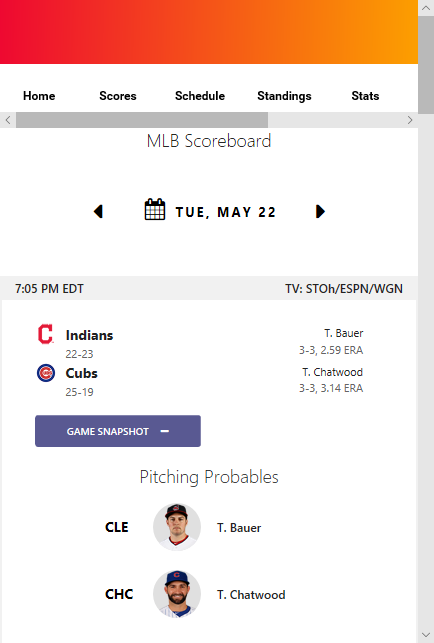 Home Scores Schedule Standings Stats
MLB Scoreboard
TUE, MAY 22
7:05 PM EDT TV: STOh/ESPN/WGN
Indians T. Bauer
22-23 3-3, 2.59 ERA
Cubs T. Chatwood
25-19 3-3, 3.14 ERA
GAME SNAPSHOT
Pitching Probables
CLE T. Bauer
CHC T. Chatwood